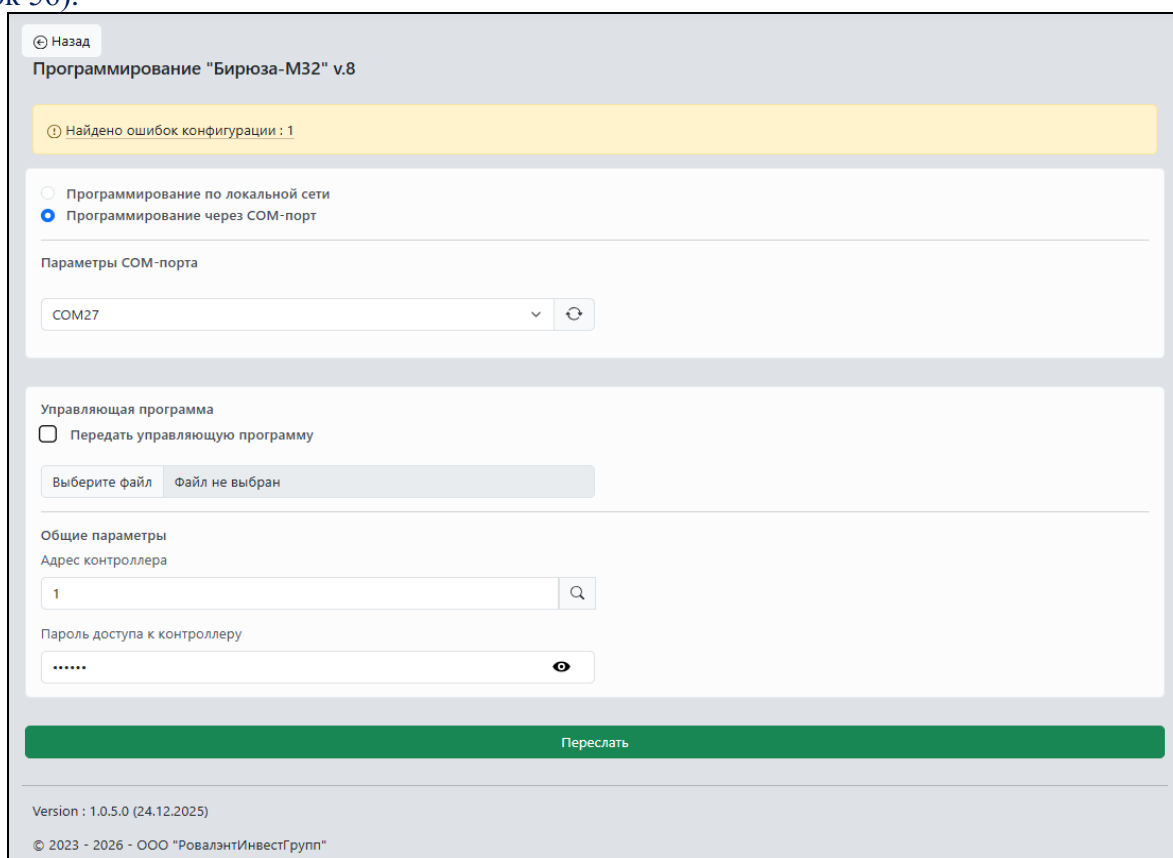 Назад
Программирование "Бирюза-М32" v.8
Найдено ошибок конфигурации : 1
Программирование по локальной сети
Программирование через COM-порт
Параметры COM-порта
COM27
Управляющая программа
Передать управляющую программу
Выберите файл Файл не выбран
Общие параметры
Адрес контроллера
1
Пароль доступа к контроллеру
••••••
Переслать
Version : 1.0.5.0 (24.12.2025)
© 2023 - 2026 - ООО "РовалэнтИнвестГрупп"